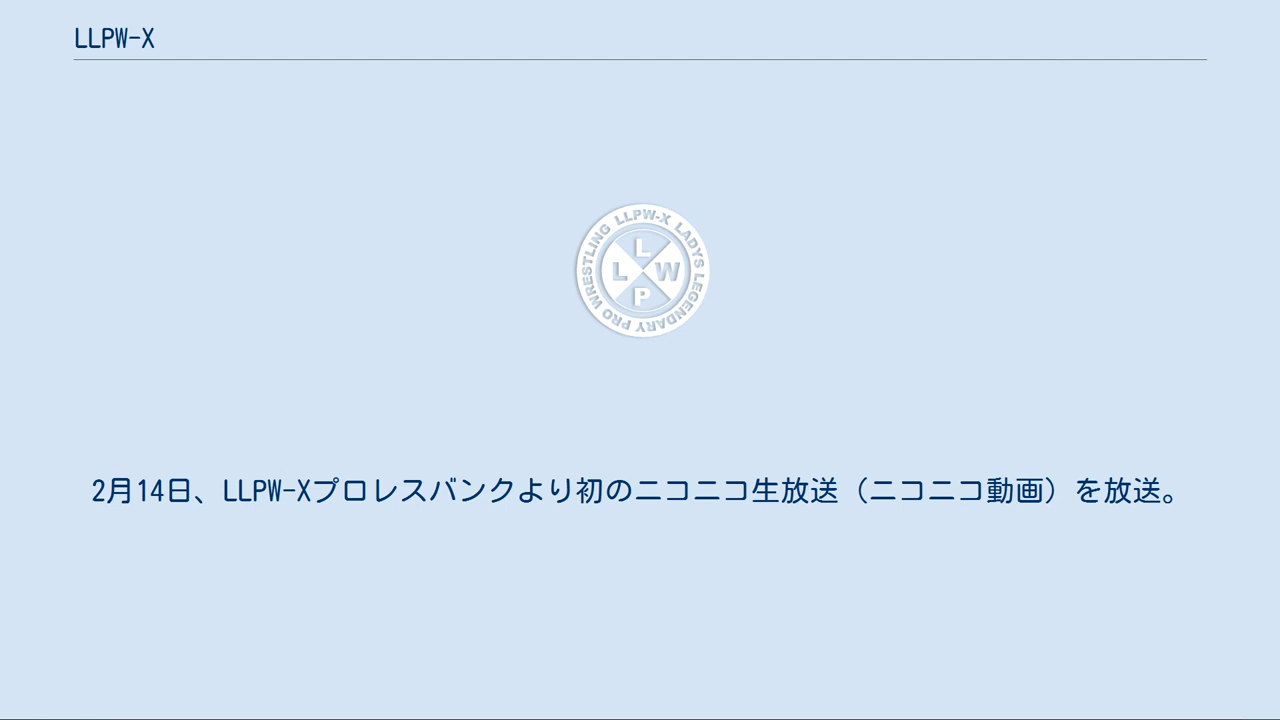 LLPW-X
LLPW-X LADYS LEGENDARY PRO WRESTLING
L
L W
P
2月14日、LLPW-Xプロレスバンクより初のニコニコ生放送（ニコニコ動画）を放送。